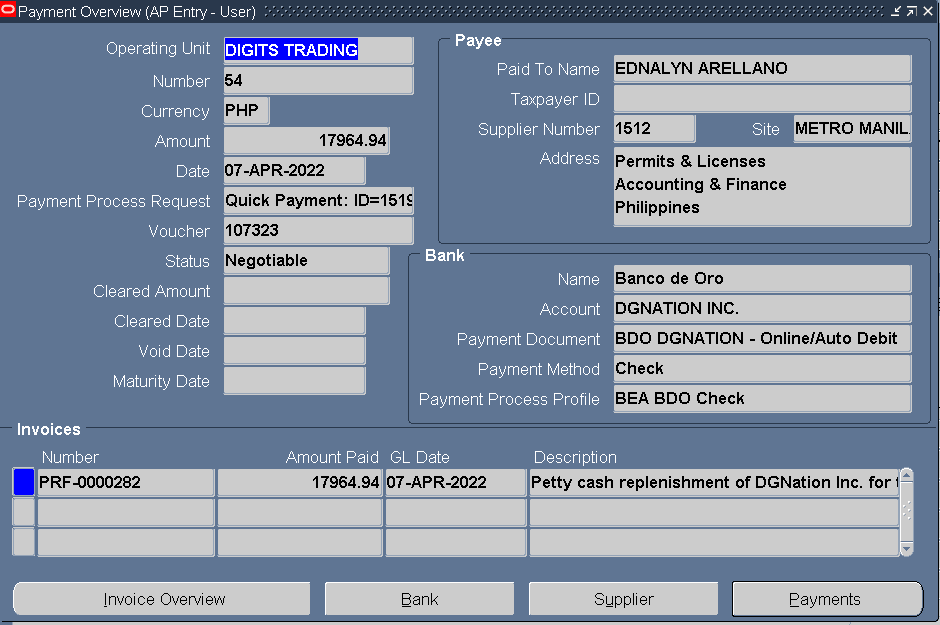 Payment Overview (AP Entry - User)
Operating Unit DIGITS TRADING
Number 54
Currency PHP
Amount 17964.94
Date 07-APR-2022
Payment Process Request Quick Payment: ID=1519
Voucher 107323
Status Negotiable
Cleared Amount
Cleared Date
Void Date
Maturity Date
Payee
Paid To Name EDNALYN ARELLANO
Taxpayer ID
Supplier Number 1512 Site METRO MANIL
Address Permits & Licenses
Accounting & Finance
Philippines
Bank
Name Banco de Oro
Account DGNATION INC.
Payment Document BDO DGNATION - Online/Auto Debit
Payment Method Check
Payment Process Profile BEA BDO Check
Invoices
Number Amount Paid GL Date Description
PRF-0000282 17964.94 07-APR-2022 Petty cash replenishment of DGNation Inc. for
Invoice Overview Bank Supplier Payments